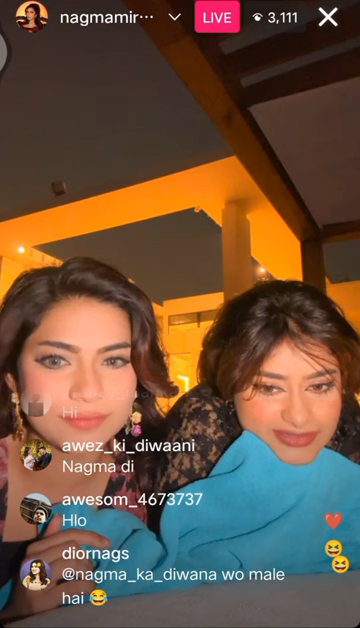 nagmamir...
LIVE
3,111
Hi
awez_ki_diwaani
Nagma di
awesom_4673737
Hlo
diornags
@nagma_ka_diwana wo male
hai 😂